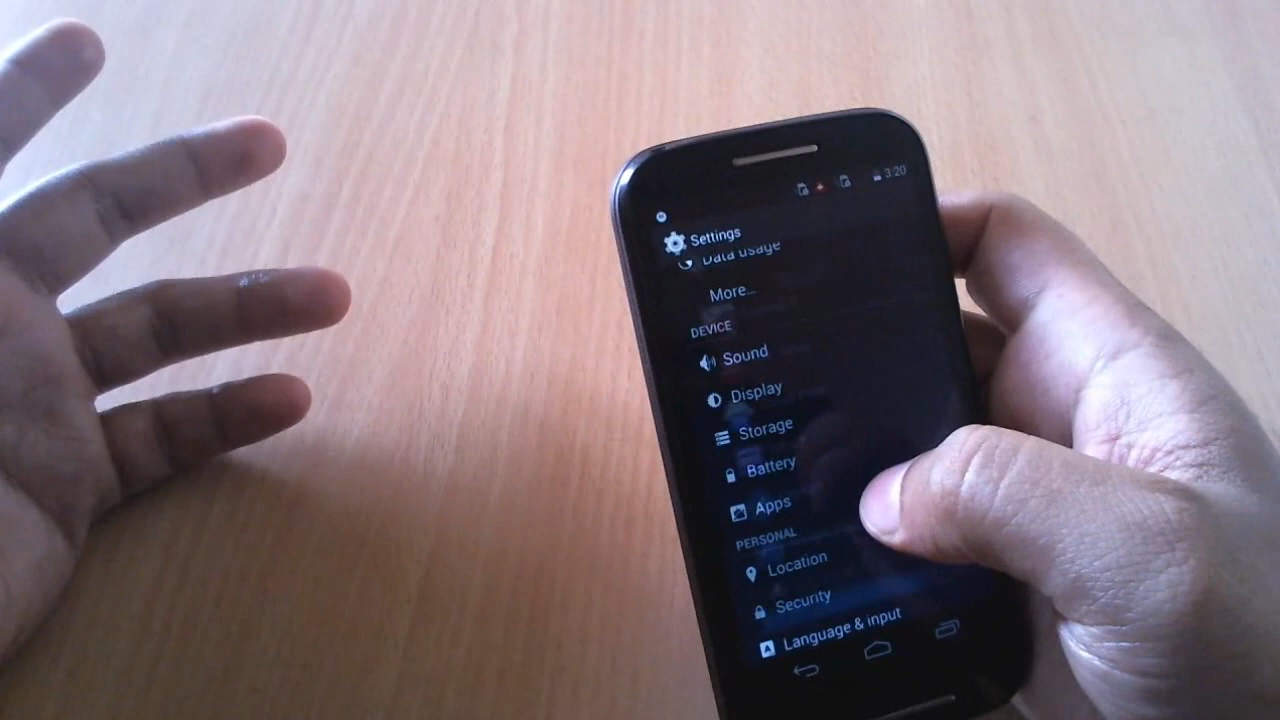 3:20
Settings
Data usage
More...
DEVICE
Sound
Display
Storage
Battery
Apps
PERSONAL
Location
Security
Language & input